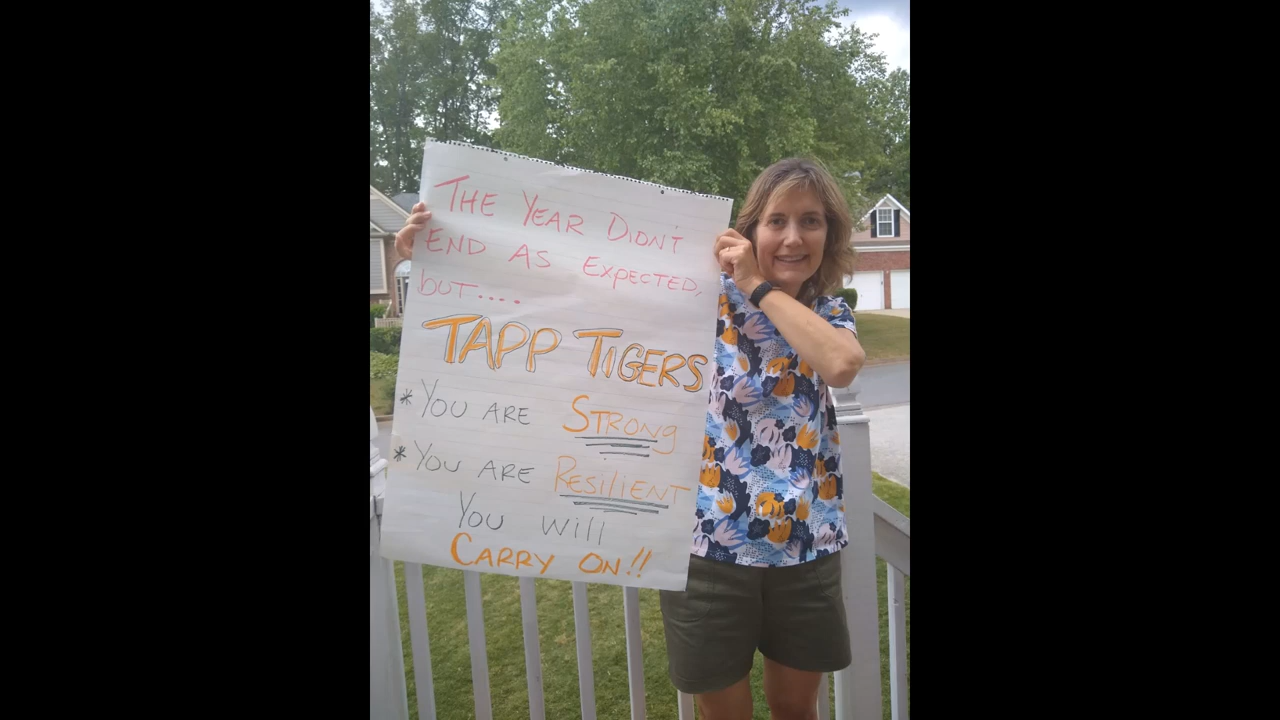 THE YEAR DIDN'T
END AS EXPECTED,
but....
TAPP TIGERS
* YOU ARE STRONG
* YOU ARE RESILIENT
YOU will
CARRY ON!!